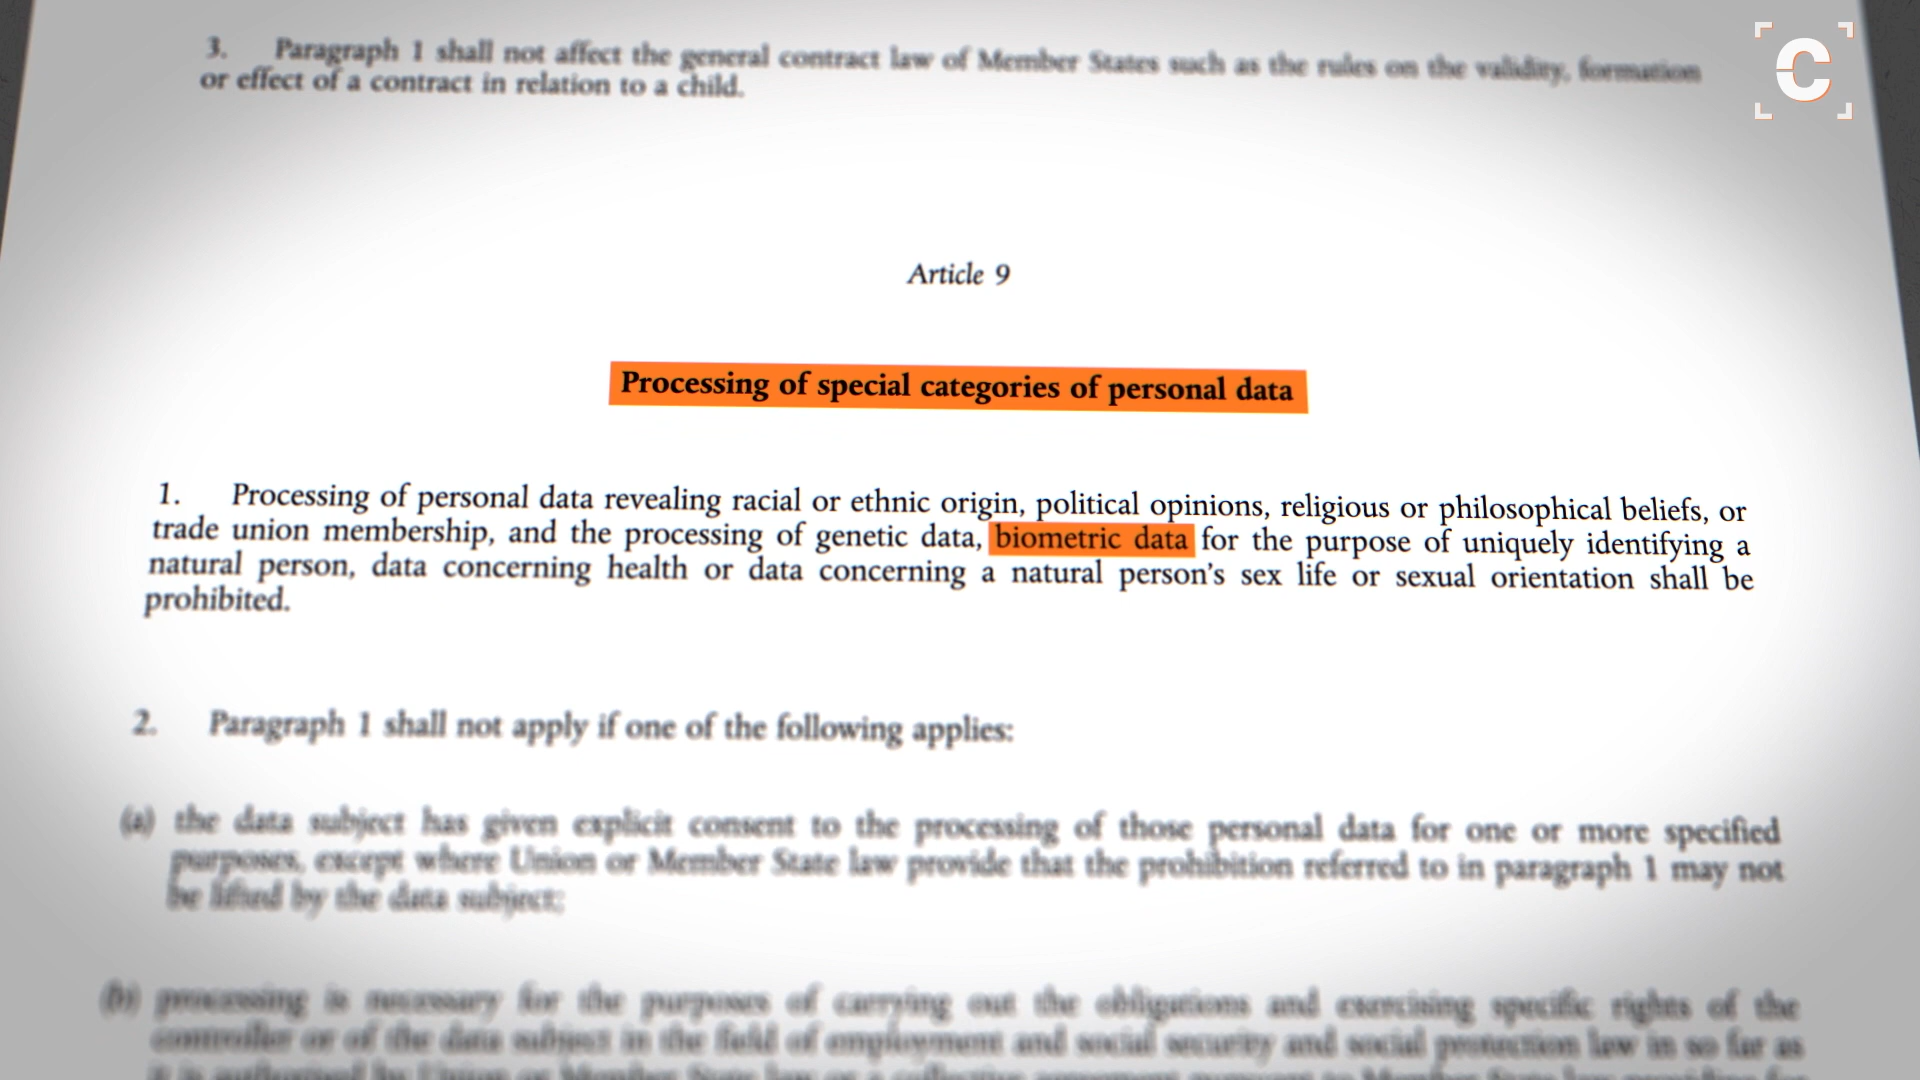 3. Paragraph 1 shall not affect the general contract law of Member States such as the rules on the validity, formation
or effect of a contract in relation to a child.
C
Article 9
Processing of special categories of personal data
1. Processing of personal data revealing racial or ethnic origin, political opinions, religious or philosophical beliefs, or
trade union membership, and the processing of genetic data, biometric data for the purpose of uniquely identifying a
natural person, data concerning health or data concerning a natural person's sex life or sexual orientation shall be
prohibited.
2. Paragraph 1 shall not apply if one of the following applies:
(a) the data subject has given explicit consent to the processing of those personal data for one or more specified
purposes, except where Union or Member State law provide that the prohibition referred to in paragraph 1 may not
be lifted by the data subject;
(b) processing is necessary for the purposes of carrying out the obligations and exercising specific rights of the
controller or of the data subject in the field of employment and social security and social protection law in so far as